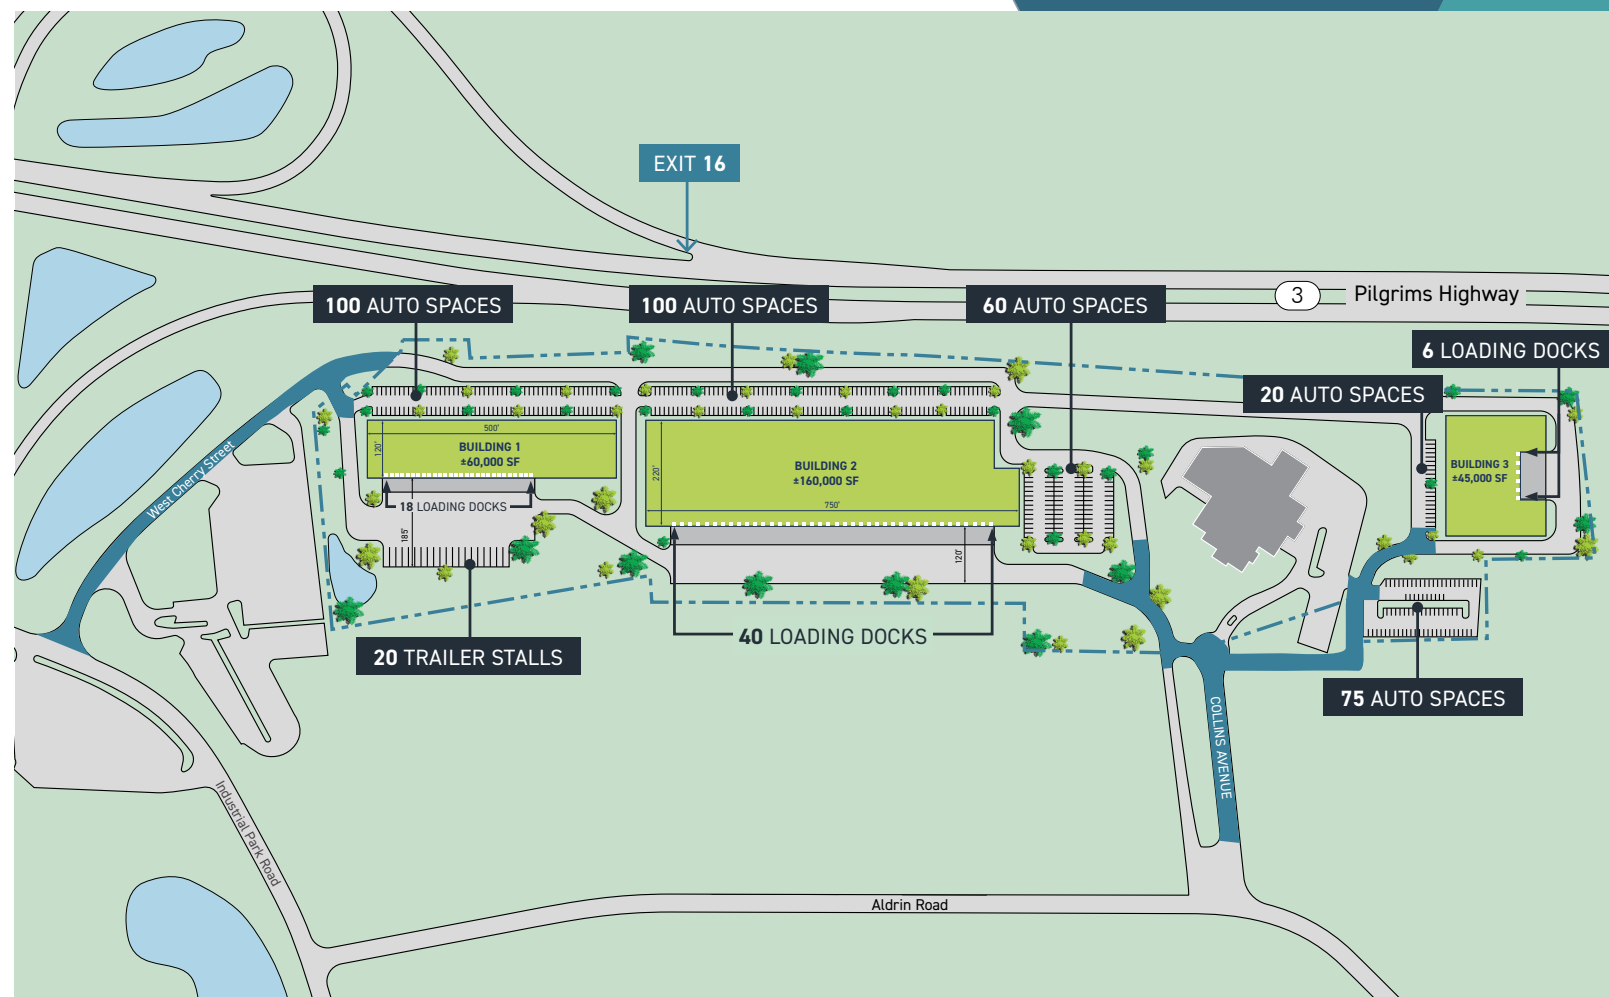 EXIT 16
100 AUTO SPACES
100 AUTO SPACES
60 AUTO SPACES
3
Pilgrims Highway
6 LOADING DOCKS
20 AUTO SPACES
500'
120'
BUILDING 1
±60,000 SF
18 LOADING DOCKS
185'
20 TRAILER STALLS
220'
BUILDING 2
±160,000 SF
750'
120'
40 LOADING DOCKS
BUILDING 3
±45,000 SF
75 AUTO SPACES
West Cherry Street
COLLINS AVENUE
Industrial Park Road
Aldrin Road